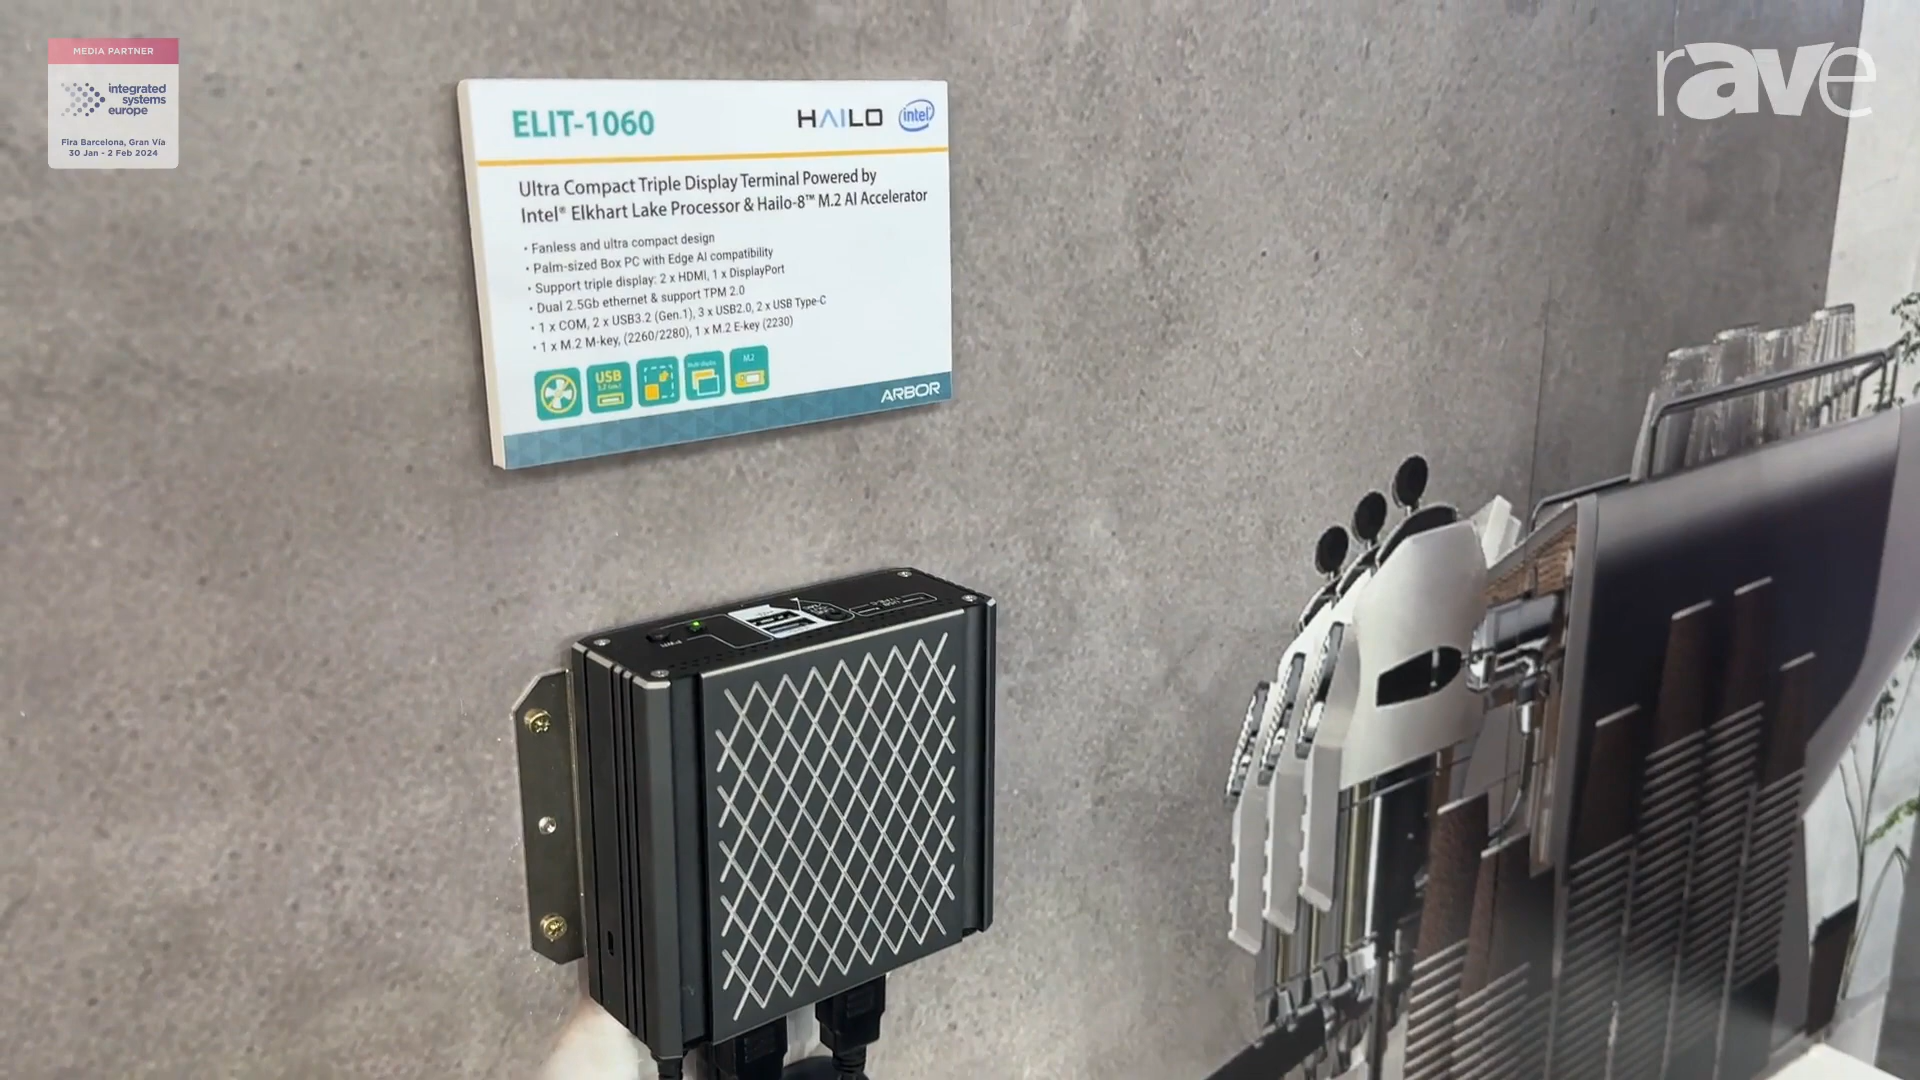 MEDIA PARTNER
integrated
systems
europe
Fira Barcelona, Gran Vía
30 Jan - 2 Feb 2024
rAVe
ELIT-1060
HAILO
intel
Ultra Compact Triple Display Terminal Powered by
Intel® Elkhart Lake Processor & Hailo-8™ M.2 AI Accelerator
• Fanless and ultra compact design
• Palm-sized Box PC with Edge AI compatibility
• Support triple display: 2 x HDMI, 1 x DisplayPort
• Dual 2.5Gb ethernet & support TPM 2.0
• 1 x COM, 2 x USB3.2 (Gen.1), 3 x USB2.0, 2 x USB Type-C
• 1 x M.2 M-key, (2260/2280), 1 x M.2 E-key (2230)
USB
M.2
ARBOR
PWR